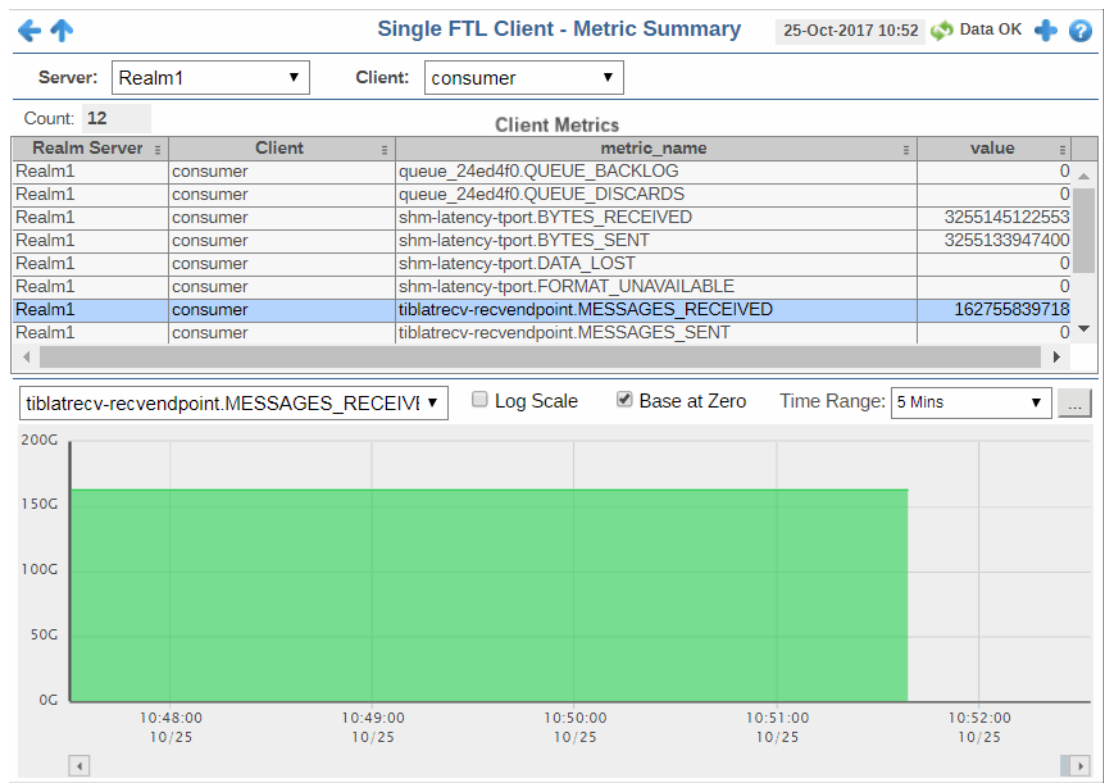 Single FTL Client - Metric Summary 25-Oct-2017 10:52 Data OK
Server: Realm1 Client: consumer
Count: 12
Client Metrics
Realm Server Client metric_name value
Realm1 consumer queue_24ed4f0.QUEUE_BACKLOG 0
Realm1 consumer queue_24ed4f0.QUEUE_DISCARDS 0
Realm1 consumer shm-latency-tport.BYTES_RECEIVED 3255145122553
Realm1 consumer shm-latency-tport.BYTES_SENT 3255133947400
Realm1 consumer shm-latency-tport.DATA_LOST 0
Realm1 consumer shm-latency-tport.FORMAT_UNAVAILABLE 0
Realm1 consumer tiblatrecv-recvendpoint.MESSAGES_RECEIVED 162755839718
Realm1 consumer tiblatrecv-recvendpoint.MESSAGES_SENT 0
tiblatrecv-recvendpoint.MESSAGES_RECEIV Log Scale Base at Zero Time Range: 5 Mins ...
200G
150G
100G
50G
0G
10:48:00 10:49:00 10:50:00 10:51:00 10:52:00
10/25 10/25 10/25 10/25 10/25